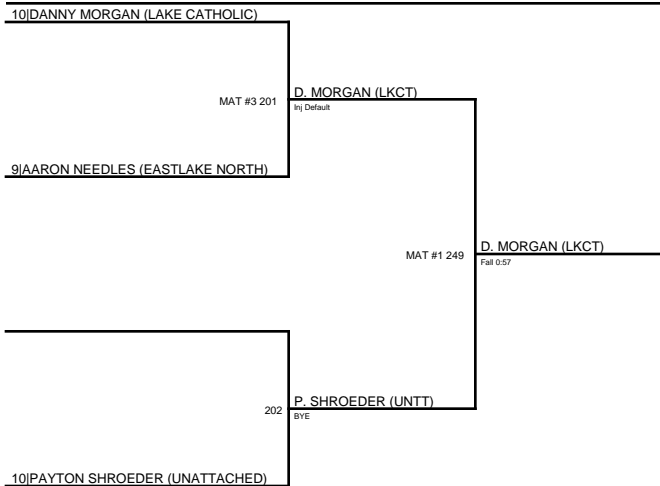 10|DANNY MORGAN (LAKE CATHOLIC)
MAT #3 201
D. MORGAN (LKCT)
Inj Default
9|AARON NEEDLES (EASTLAKE NORTH)
MAT #1 249
D. MORGAN (LKCT)
Fall 0:57
202
P. SHROEDER (UNTT)
BYE
10|PAYTON SHROEDER (UNATTACHED)